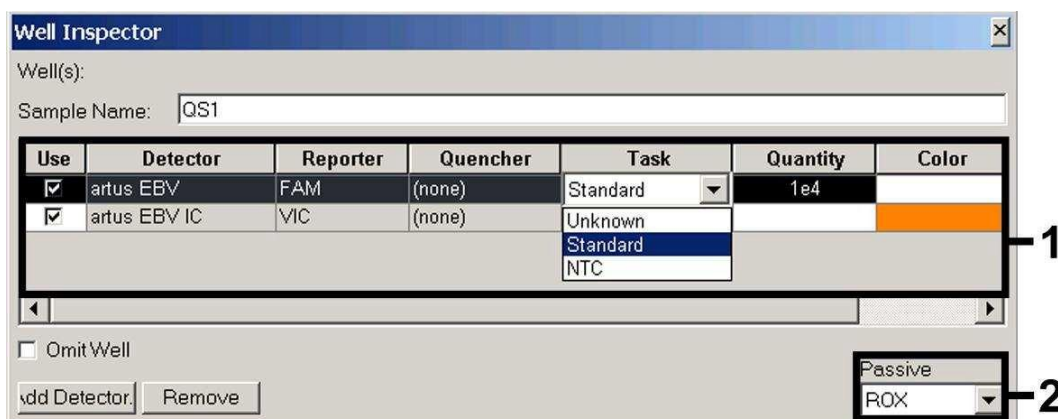 Well Inspector
Well(s):
Sample Name: QS1
Use Detector Reporter Quencher Task Quantity Color
artus EBV FAM (none) Standard 1e4
artus EBV IC VIC (none)
Unknown
Standard
NTC
1
Omit Well
Passive
Add Detector. Remove ROX
2